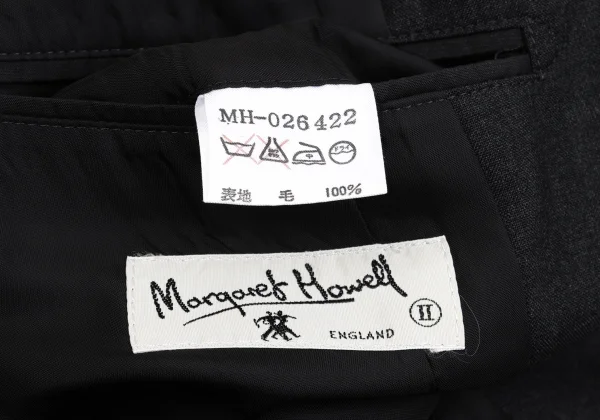 MH-026422
ドライ
表地 毛 100%
Margaret Howell
ENGLAND
II